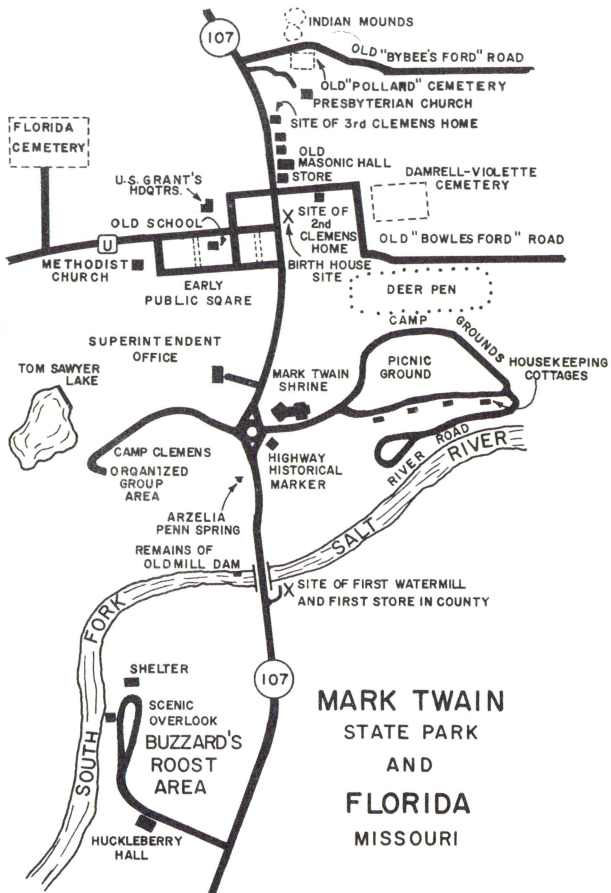 107
INDIAN MOUNDS
OLD "BYBEE'S FORD" ROAD
OLD "POLLARD" CEMETERY
PRESBYTERIAN CHURCH
SITE OF 3rd CLEMENS HOME
FLORIDA
CEMETERY
OLD
MASONIC HALL
STORE
DAMRELL-VIOLETTE
CEMETERY
U.S. GRANT'S
HDQTRS.
OLD SCHOOL
SITE OF
2nd
CLEMENS
HOME
X
BIRTH HOUSE
SITE
OLD "BOWLES FORD" ROAD
U
METHODIST
CHURCH
EARLY
PUBLIC SQARE
DEER PEN
CAMP GROUNDS
SUPERINTENDENT
OFFICE
PICNIC
GROUND
HOUSEKEEPING
COTTAGES
TOM SAWYER
LAKE
MARK TWAIN
SHRINE
CAMP CLEMENS
ORGANIZED
GROUP
AREA
HIGHWAY
HISTORICAL
MARKER
RIVER ROAD
ARZELIA
PENN SPRING
SALT RIVER
REMAINS OF
OLD MILL DAM
X SITE OF FIRST WATERMILL
AND FIRST STORE IN COUNTY
SOUTH FORK
107
SHELTER
SCENIC
OVERLOOK
BUZZARD'S
ROOST
AREA
HUCKLEBERRY
HALL
MARK TWAIN
STATE PARK
AND
FLORIDA
MISSOURI